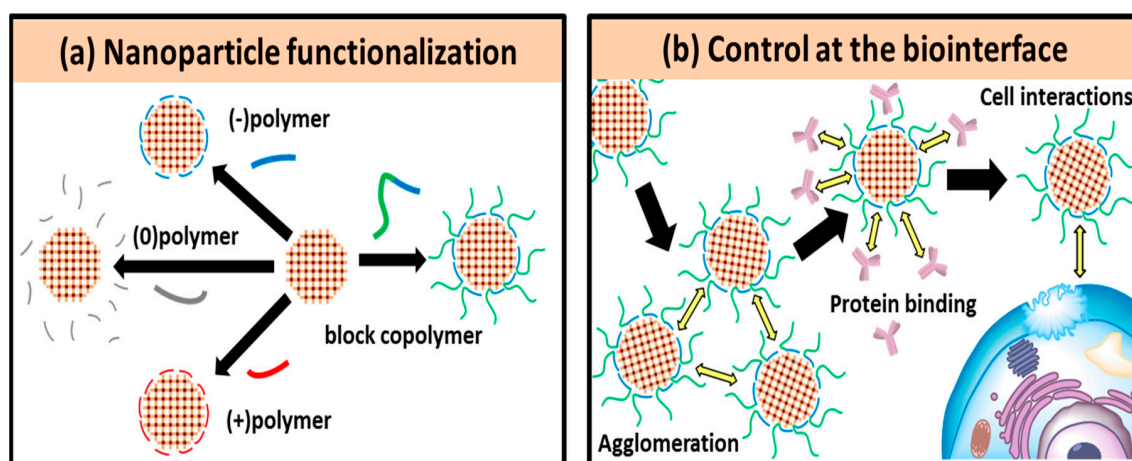 (a) Nanoparticle functionalization
(-)polymer
(0)polymer
block copolymer
(+)polymer
(b) Control at the biointerface
Cell interactions
Protein binding
Agglomeration